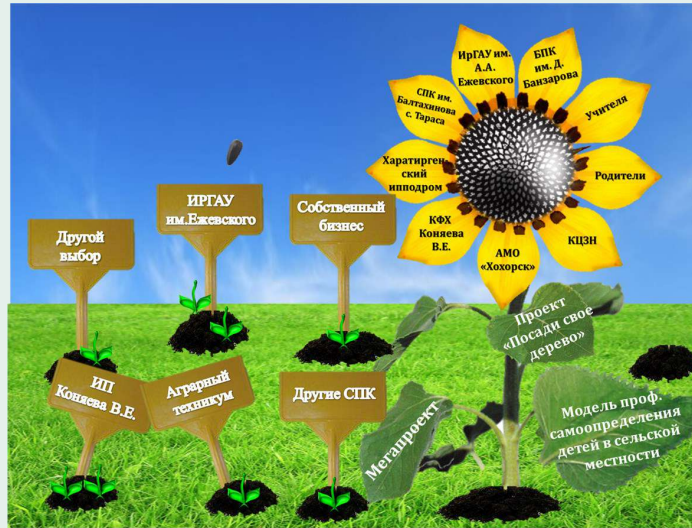 ИрГАУ им.
А.А.
Ежевского
БПК
им. Д.
Банзарова
СПК им.
Балтахинова
с. Тараса
Учителя
Харатирген
ский
ипподром
Родители
КФХ
Коняева
В.Е.
АМО
«Хохорск»
КЦЗН
ИРГАУ
им.Ежевского
Собственный
бизнес
Другой
выбор
Проект
«Посади свое
дерево»
ИП
Коняева В.Е.
Аграрный
техникум
Другие СПК
Мегапроект
Модель проф.
самоопределения
детей в сельской
местности